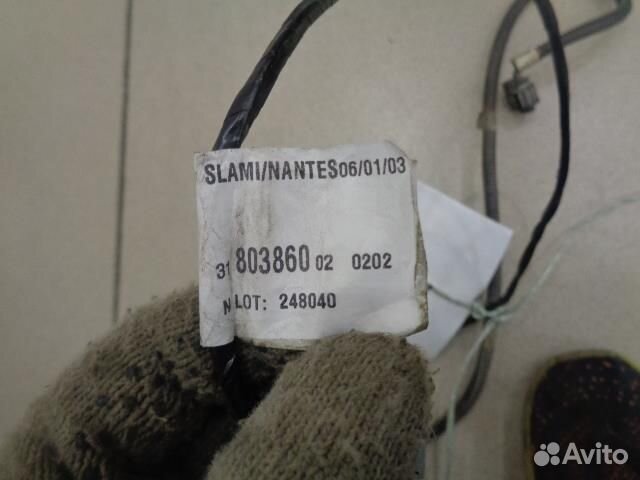 SLAMI/NANTES06/01/03
31 803860 02 0202
N LOT: 248040
Avito